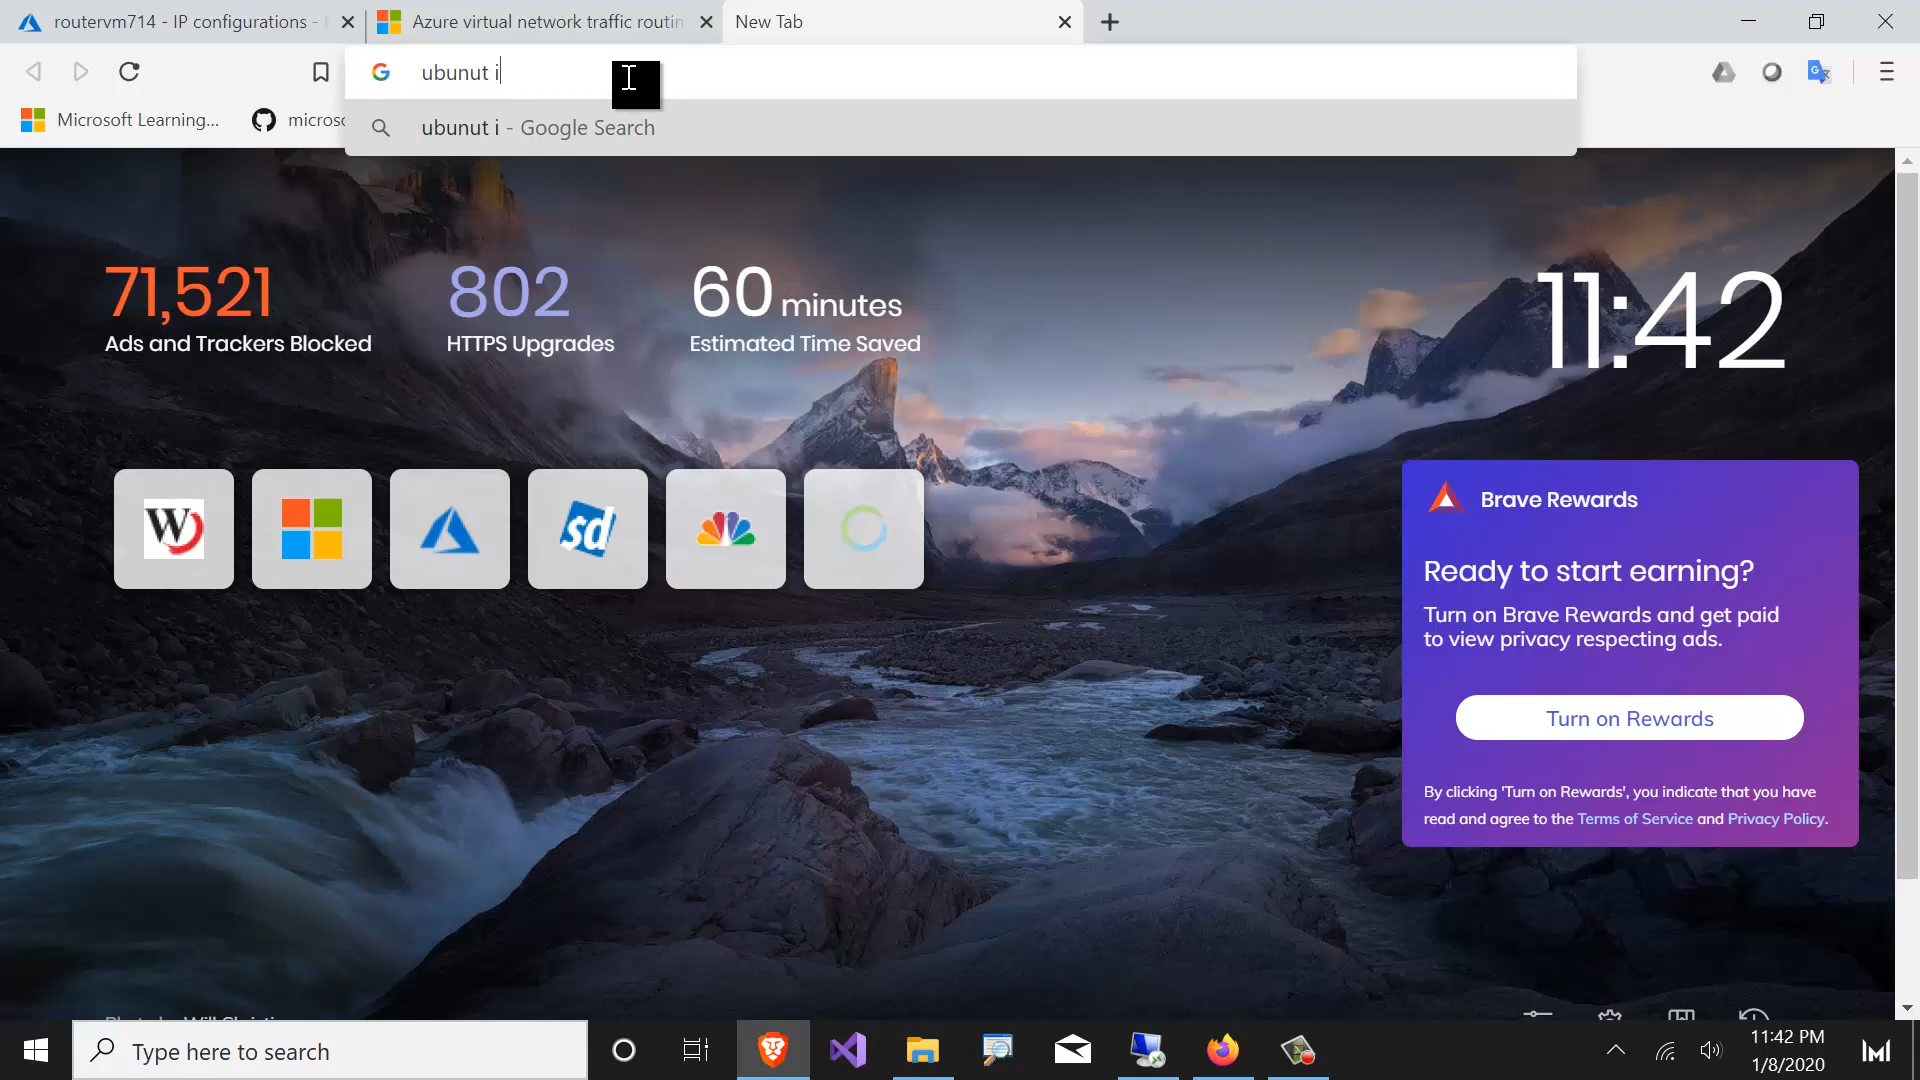 routervm714 - IP configurations -
Azure virtual network traffic routin
New Tab
ubunut i
ubunut i - Google Search
Microsoft Learning...
microso
71,521
Ads and Trackers Blocked
802
HTTPS Upgrades
60 minutes
Estimated Time Saved
11:42
W
sd
Brave Rewards
Ready to start earning?
Turn on Brave Rewards and get paid
to view privacy respecting ads.
Turn on Rewards
By clicking 'Turn on Rewards', you indicate that you have
read and agree to the Terms of Service and Privacy Policy.
Type here to search
11:42 PM
1/8/2020